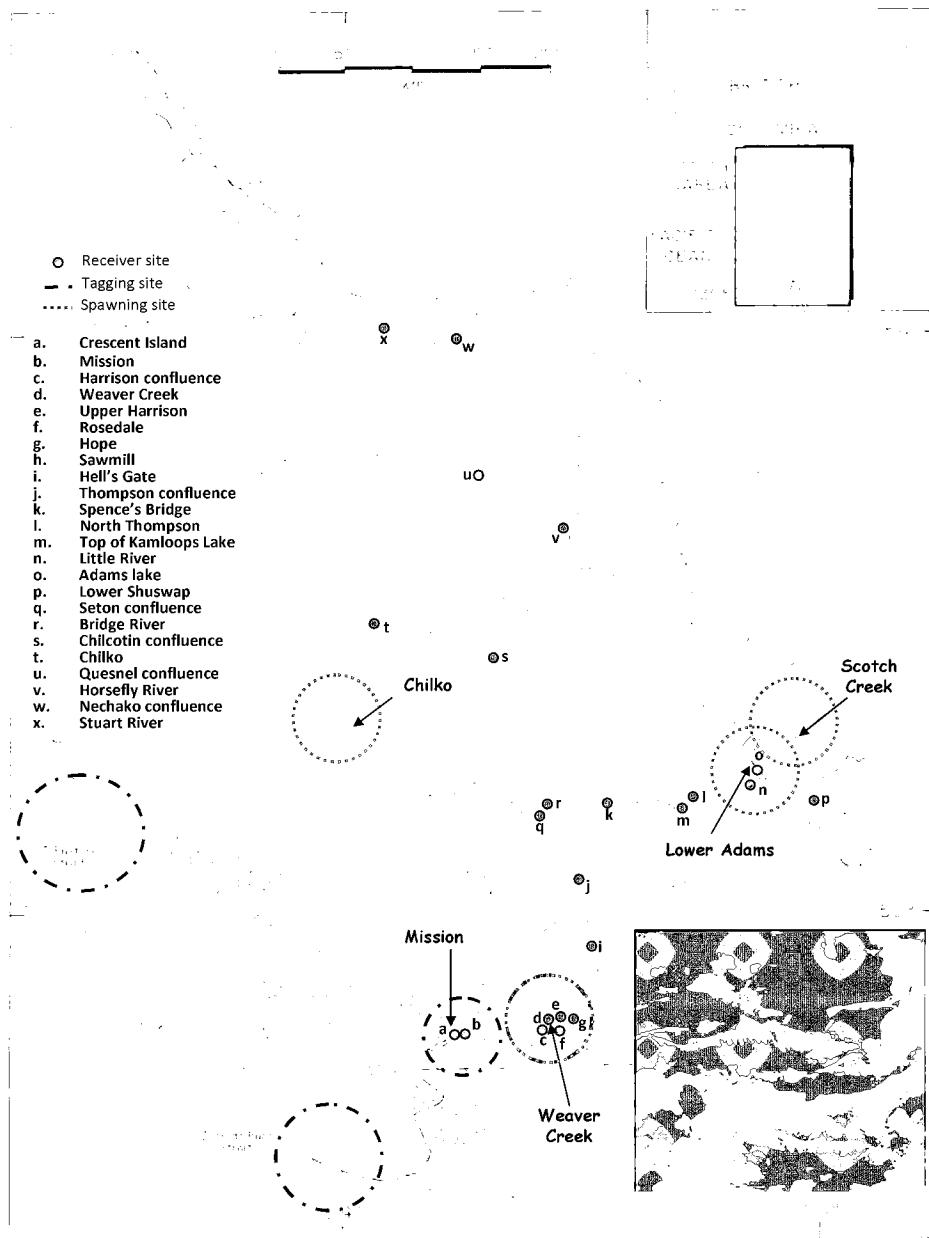 Receiver site
Tagging site
Spawning site
a. Crescent Island
b. Mission
c. Harrison confluence
d. Weaver Creek
e. Upper Harrison
f. Rosedale
g. Hope
h. Sawmill
i. Hell's Gate
j. Thompson confluence
k. Spence's Bridge
l. North Thompson
m. Top of Kamloops Lake
n. Little River
o. Adams lake
p. Lower Shuswap
q. Seton confluence
r. Bridge River
s. Chilcotin confluence
t. Chilko
u. Quesnel confluence
v. Horsefly River
w. Nechako confluence
x. Stuart River
x
w
u
v
t
s
Chilko
Scotch
Creek
o
n
l
m
p
r
q
k
Lower Adams
j
i
Mission
a
b
d
e
g
c
f
Weaver
Creek